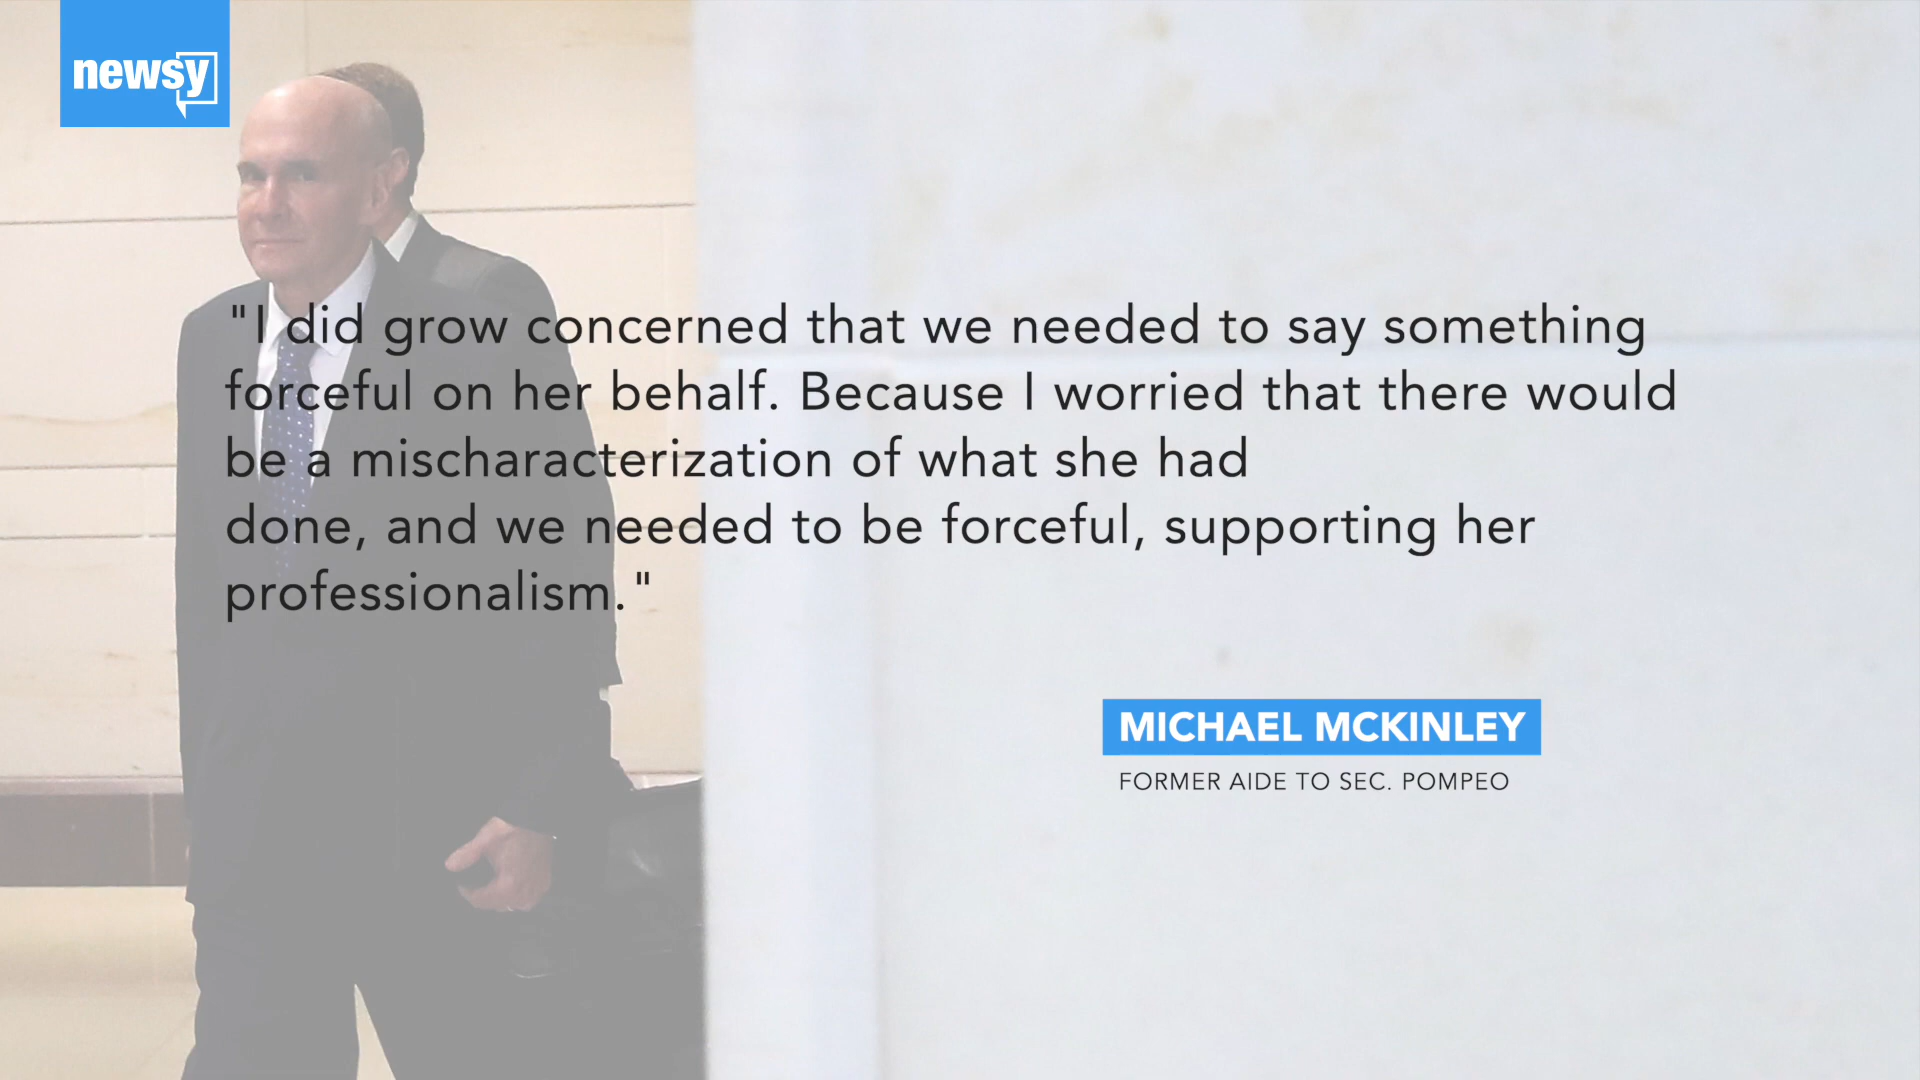 newsy
"I did grow concerned that we needed to say something
forceful on her behalf. Because I worried that there would
be a mischaracterization of what she had
done, and we needed to be forceful, supporting her
professionalism."
MICHAEL MCKINLEY
FORMER AIDE TO SEC. POMPEO